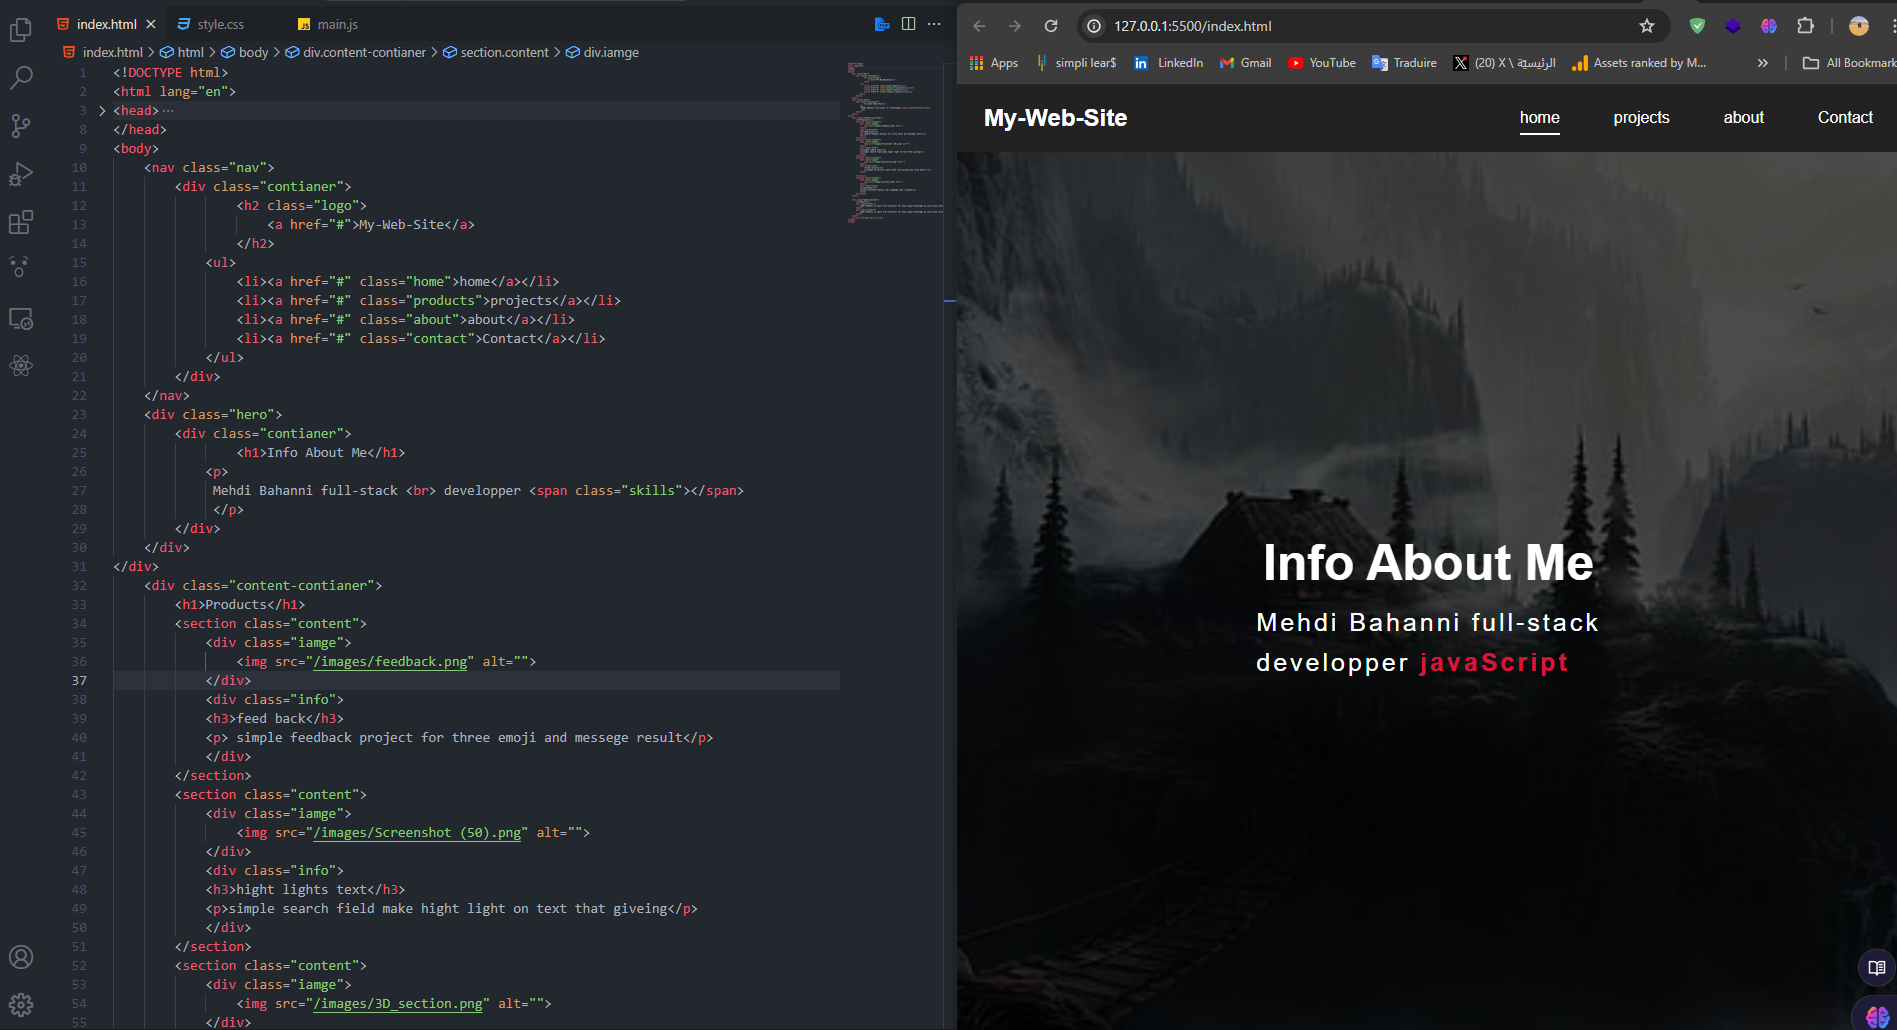 index.html
style.css
main.js
index.html > html > body > div.content-contianer > section.content > div.iamge
1 <!DOCTYPE html>
2 <html lang="en">
3 <head> ...
8 </head>
9 <body>
10 <nav class="nav">
11 <div class="contianer">
12 <h2 class="logo">
13 <a href="#">My-Web-Site</a>
14 </h2>
15 <ul>
16 <li><a href="#" class="home">home</a></li>
17 <li><a href="#" class="products">projects</a></li>
18 <li><a href="#" class="about">about</a></li>
19 <li><a href="#" class="contact">Contact</a></li>
20 </ul>
21 </div>
22 </nav>
23 <div class="hero">
24 <div class="contianer">
25 <h1>Info About Me</h1>
26 <p>
27 Mehdi Bahanni full-stack <br> developper <span class="skills"></span>
28 </p>
29 </div>
30 </div>
31 </div>
32 <div class="content-contianer">
33 <h1>Products</h1>
34 <section class="content">
35 <div class="iamge">
36 <img src="/images/feedback.png" alt="">
37 </div>
38 <div class="info">
39 <h3>feed back</h3>
40 <p> simple feedback project for three emoji and messege result</p>
41 </div>
42 </section>
43 <section class="content">
44 <div class="iamge">
45 <img src="/images/Screenshot (50).png" alt="">
46 </div>
47 <div class="info">
48 <h3>hight lights text</h3>
49 <p>simple search field make hight light on text that giveing</p>
50 </div>
51 </section>
52 <section class="content">
53 <div class="iamge">
54 <img src="/images/3D_section.png" alt="">
55 </div>
127.0.0.1:5500/index.html
Apps
simpli lear$
LinkedIn
Gmail
YouTube
Traduire
(20) الرئيسيّة \ X
Assets ranked by M...
All Bookmark
My-Web-Site
home
projects
about
Contact
Info About Me
Mehdi Bahanni full-stack
developper javaScript